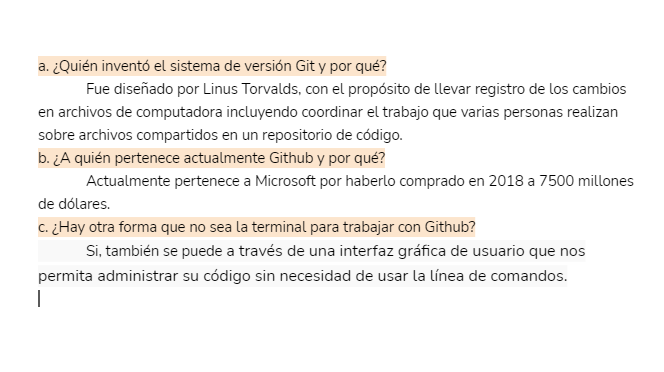 a. ¿Quién inventó el sistema de versión Git y por qué?
Fue diseñado por Linus Torvalds, con el propósito de llevar registro de los cambios
en archivos de computadora incluyendo coordinar el trabajo que varias personas realizan
sobre archivos compartidos en un repositorio de código.
b. ¿A quién pertenece actualmente Github y por qué?
Actualmente pertenece a Microsoft por haberlo comprado en 2018 a 7500 millones
de dólares.
c. ¿Hay otra forma que no sea la terminal para trabajar con Github?
Si, también se puede a través de una interfaz gráfica de usuario que nos
permita administrar su código sin necesidad de usar la línea de comandos.